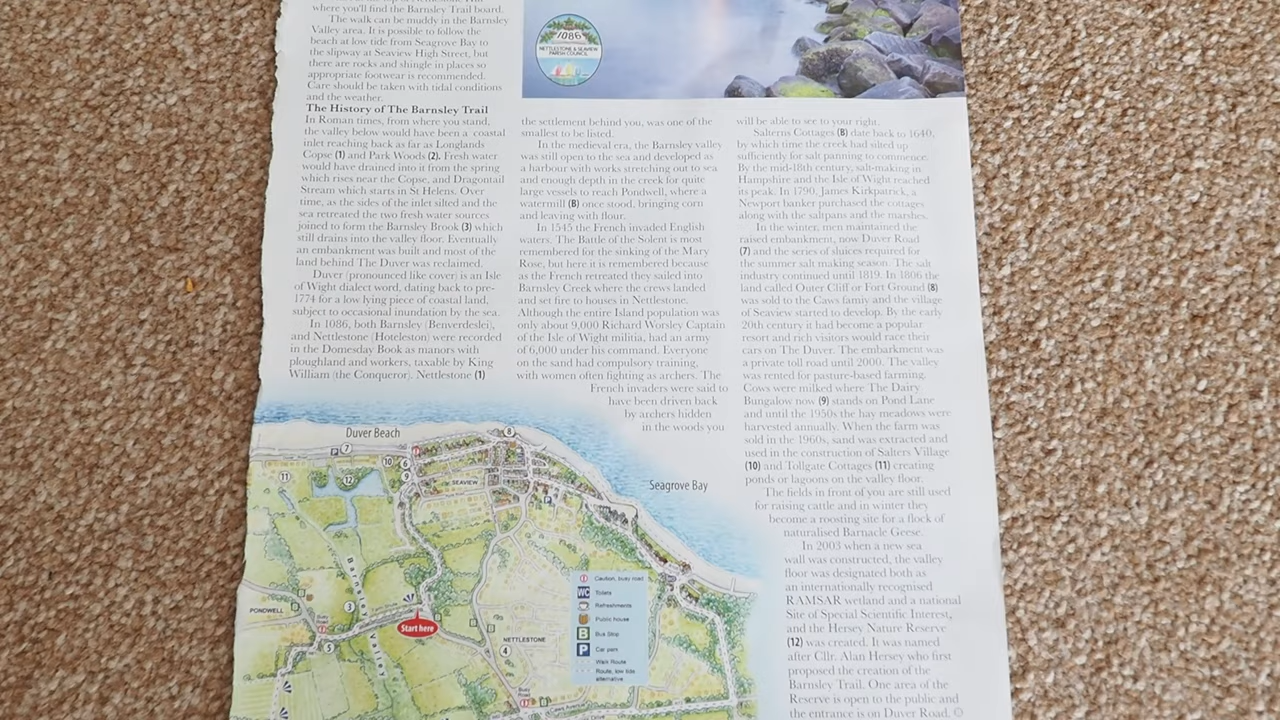 where you'll find the Barnsley Trail board.
The walk can be muddy in the Barnsley
Valley area. It is possible to follow the
beach at low tide from Seagrove Bay to
the slipway at Seaview High Street, but
there are rocks and shingle in places so
appropriate footwear is recommended.
Care should be taken with tidal conditions
and the weather.
The History of The Barnsley Trail
In Roman times, from where you stand,
the valley below would have been a coastal
inlet reaching back as far as Longlands
Copse (1) and Park Woods (2). Fresh water
would have drained into it from the spring
which rises near the Copse, and Dragontail
Stream which starts in St Helens. Over
time, as the sides of the inlet silted and the
sea retreated the two fresh water sources
joined to form the Barnsley Brook (3) which
still drains into the valley floor. Eventually
an embankment was built and most of the
land behind The Duver was reclaimed.
Duver (pronounced like cover) is an Isle
of Wight dialect word, dating back to pre-
1774 for a low lying piece of coastal land,
subject to occasional inundation by the sea.
In 1086, both Barnsley (Benverdeslei),
and Nettlestone (Hoteleston) were recorded
in the Domesday Book as manors with
ploughland and workers, taxable by King
William (the Conqueror). Nettlestone (1)
1086
NETTLESTONE & SEAVIEW
PARISH COUNCIL
the settlement behind you, was one of the
smallest to be listed.
In the medieval era, the Barnsley valley
was still open to the sea and developed as
a harbour with works stretching out to sea
and enough depth in the creek for quite
large vessels to reach Pondwell, where a
watermill (B) once stood, bringing corn
and leaving with flour.
In 1545 the French invaded English
waters. The Battle of the Solent is most
remembered for the sinking of the Mary
Rose, but here it is remembered because
as the French retreated they sailed into
Barnsley Creek where the crews landed
and set fire to houses in Nettlestone.
Although the entire Island population was
only about 9,000 Richard Worsley Captain
of the Isle of Wight militia, had an army
of 6,000 under his command. Everyone
on the sand had compulsory training,
with women often fighting as archers. The
French invaders were said to
have been driven back
by archers hidden
in the woods you
will be able to see to your right.
Salterns Cottages (B) date back to 1640,
by which time the creek had silted up
sufficiently for salt panning to commence.
By the mid-18th century, salt-making in
Hampshire and the Isle of Wight reached
its peak. In 1790, James Kirkpatrick, a
Newport banker purchased the cottages
along with the saltpans and the marshes.
In the winter, men maintained the
raised embankment, now Duver Road
(7) and the series of sluices required for
the summer salt making season. The salt
industry continued until 1819. In 1806 the
land called Outer Cliff or Fort Ground (8)
was sold to the Caws famiy and the village
of Seaview started to develop. By the early
20th century it had become a popular
resort and rich visitors would race their
cars on The Duver. The embarkment was
a private toll road until 2000. The valley
was rented for pasture-based farming.
Cows were milked where The Dairy
Bungalow now (9) stands on Pond Lane
and until the 1950s the hay meadows were
harvested annually. When the farm was
sold in the 1960s, sand was extracted and
used in the construction of Salters Village
(10) and Tollgate Cottages (11) creating
ponds or lagoons on the valley floor.
The fields in front of you are still used
for raising cattle and in winter they
become a roosting site for a flock of
naturalised Barnacle Geese.
In 2003 when a new sea
wall was constructed, the valley
floor was designated both as
an internationally recognised
RAMSAR wetland and a national
Site of Special Scientific Interest,
and the Hersey Nature Reserve
(12) was created. It was named
after Cllr. Alan Hersey who first
proposed the creation of the
Barnsley Trail. One area of the
Reserve is open to the public and
the entrance is on Duver Road.
Duver Beach
Seagrove Bay
P 7
8
10
6
9
11
12
SEAVIEW
P
Barnsley Valley
3
PONDWELL
B
Busy Road
5
Start here
NETTLESTONE
4
Busy Road
B
Caws Avenue
Caution, busy road
WC Toilets
Refreshments
Public house
B Bus Stop
P Car park
Walk Route
Route, low tide
alternative